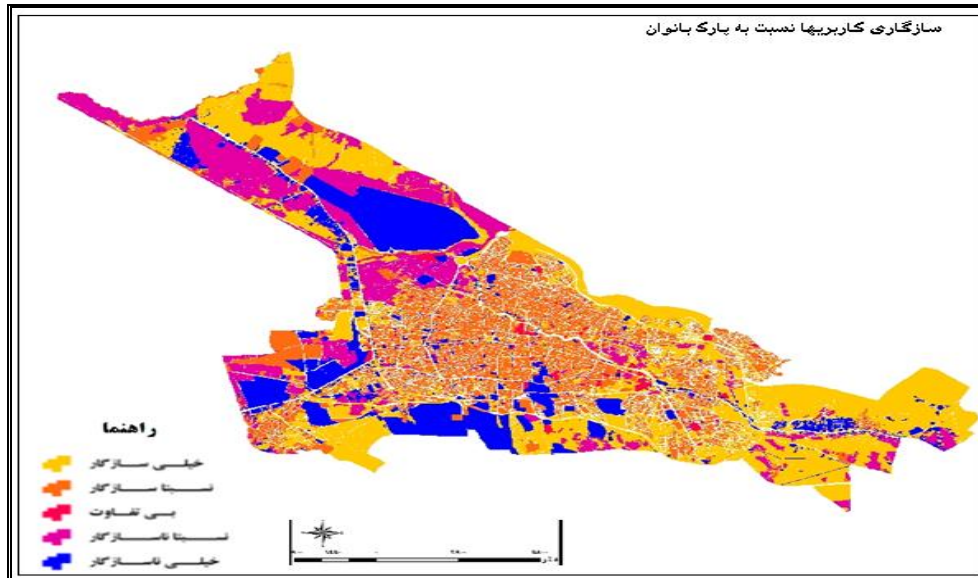 سازگاری کاربریها نسبت به پارک بانوان
راهنما
خیلی سازگار
نسبتا سازگار
بی تفاوت
نسبتا ناسازگار
خیلی ناسازگار